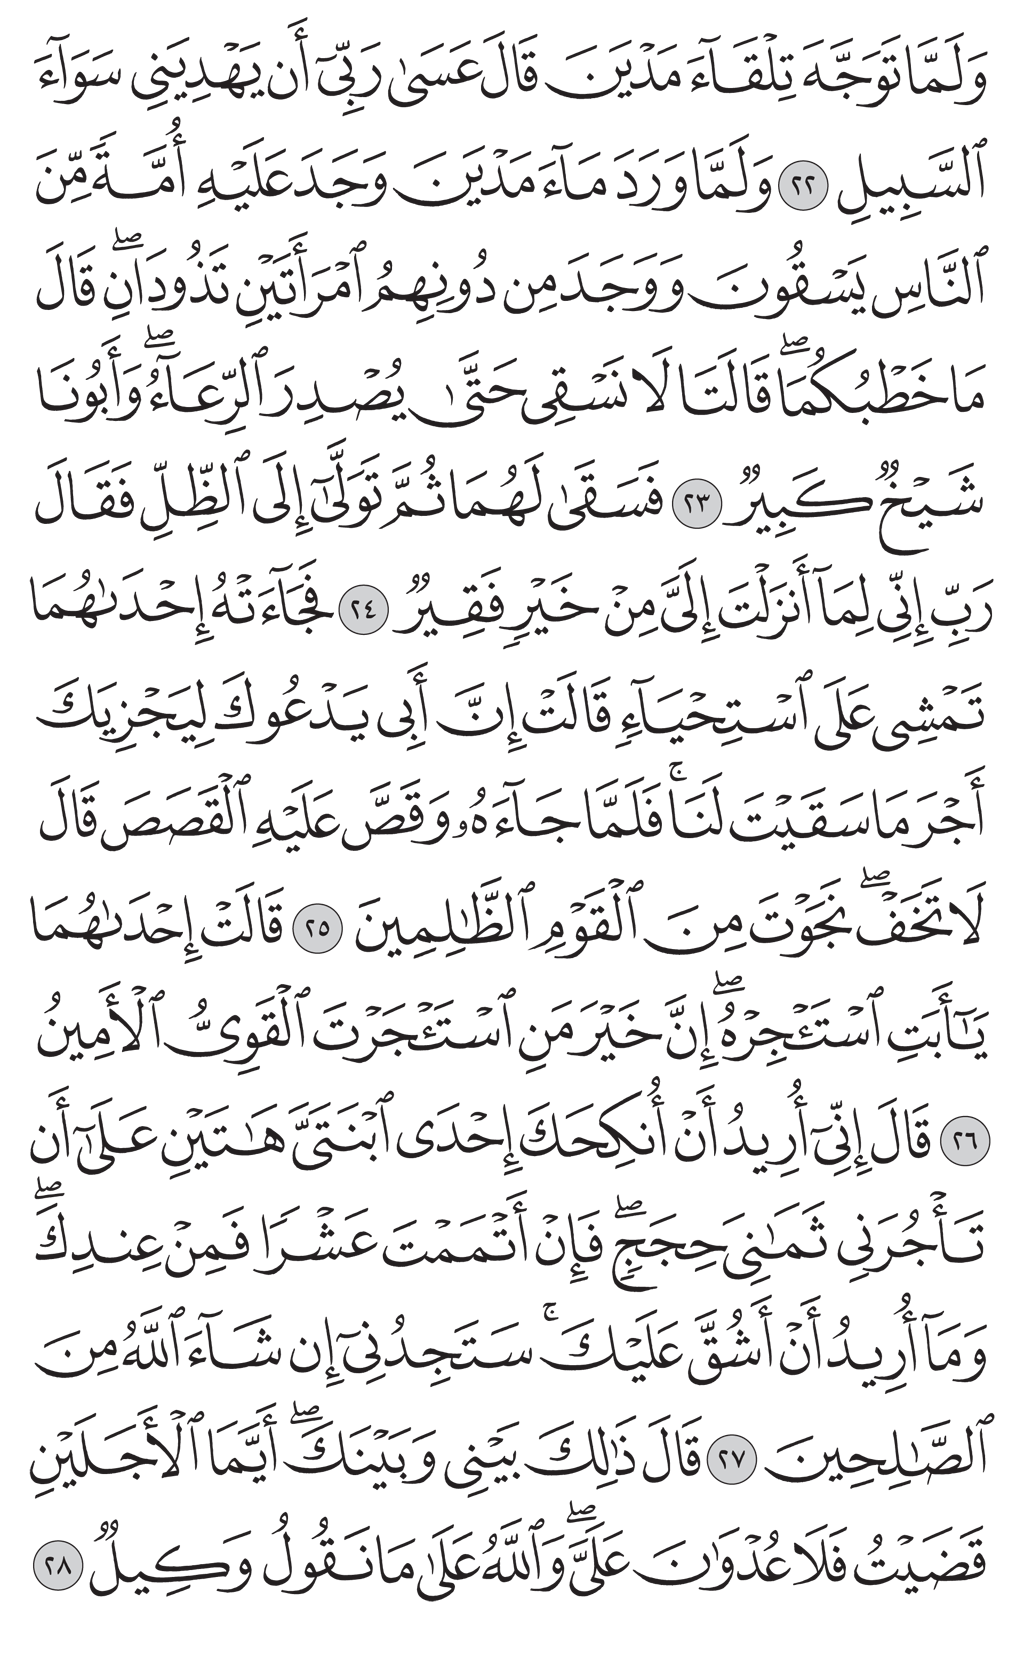 وَلَمَّا تَوَجَّهَ تِلْقَآءَ مَدْيَنَ قَالَ عَسَىٰ رَبِّىٓ أَن يَهْدِيَنِى سَوَآءَ
ٱلسَّبِيلِ ٢٢ وَلَمَّا وَرَدَ مَآءَ مَدْيَنَ وَجَدَ عَلَيْهِ أُمَّةً مِّنَ
ٱلنَّاسِ يَسْقُونَ وَوَجَدَ مِن دُونِهِمُ ٱمْرَأَتَيْنِ تَذُودَانِ ۖ قَالَ
مَا خَطْبُكُمَا ۖ قَالَتَا لَا نَسْقِى حَتَّىٰ يُصْدِرَ ٱلرِّعَآءُ ۖ وَأَبُونَا
شَيْخٌ كَبِيرٌ ٢٣ فَسَقَىٰ لَهُمَا ثُمَّ تَوَلَّىٰٓ إِلَى ٱلظِّلِّ فَقَالَ
رَبِّ إِنِّى لِمَآ أَنزَلْتَ إِلَىَّ مِنْ خَيْرٍ فَقِيرٌ ٢٤ فَجَآءَتْهُ إِحْدَىٰهُمَا
تَمْشِى عَلَى ٱسْتِحْيَآءٍ قَالَتْ إِنَّ أَبِى يَدْعُوكَ لِيَجْزِيَكَ
أَجْرَ مَا سَقَيْتَ لَنَا ۚ فَلَمَّا جَآءَهُۥ وَقَصَّ عَلَيْهِ ٱلْقَصَصَ قَالَ
لَا تَخَفْ ۖ نَجَوْتَ مِنَ ٱلْقَوْمِ ٱلظَّـٰلِمِينَ ٢٥ قَالَتْ إِحْدَىٰهُمَا
يَـٰٓأَبَتِ ٱسْتَـْٔجِرْهُ ۖ إِنَّ خَيْرَ مَنِ ٱسْتَـْٔجَرْتَ ٱلْقَوِىُّ ٱلْأَمِينُ
٢٦ قَالَ إِنِّىٓ أُرِيدُ أَنْ أُنكِحَكَ إِحْدَى ٱبْنَتَىَّ هَـٰتَيْنِ عَلَىٰٓ أَن
تَأْجُرَنِى ثَمَـٰنِىَ حِجَجٍ ۖ فَإِنْ أَتْمَمْتَ عَشْرًا فَمِنْ عِندِكَ ۖ
وَمَآ أُرِيدُ أَنْ أَشُقَّ عَلَيْكَ ۚ سَتَجِدُنِىٓ إِن شَآءَ ٱللَّهُ مِنَ
ٱلصَّـٰلِحِينَ ٢٧ قَالَ ذَٰلِكَ بَيْنِى وَبَيْنَكَ ۖ أَيَّمَا ٱلْأَجَلَيْنِ
قَضَيْتُ فَلَا عُدْوَٰنَ عَلَىَّ ۖ وَٱللَّهُ عَلَىٰ مَا نَقُولُ وَكِيلٌ ٢٨